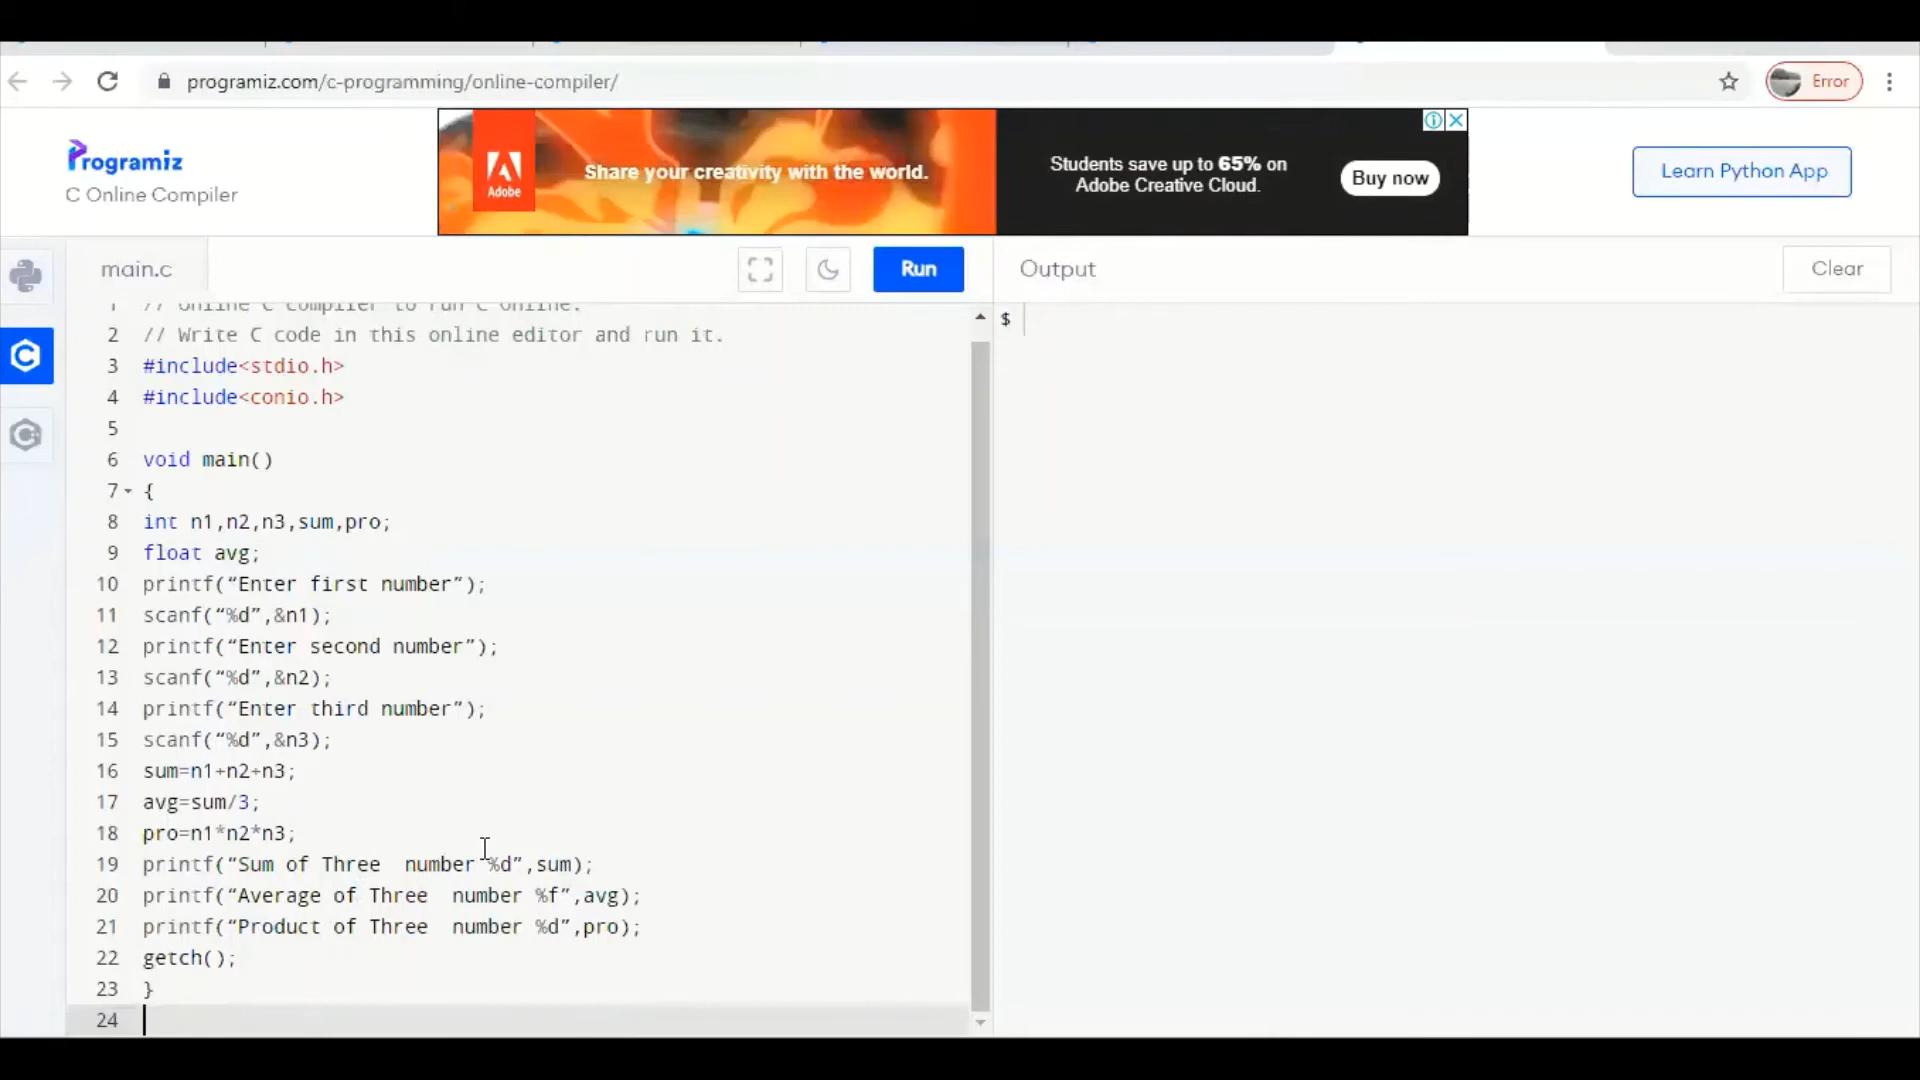 programiz.com/c-programming/online-compiler/
Error
Programiz
C Online Compiler
Adobe
Share your creativity with the world.
Students save up to 65% on
Adobe Creative Cloud.
Buy now
Learn Python App
main.c
Run
Output
Clear
1 // Online C compiler to run C online.
2 // Write C code in this online editor and run it.
3 #include<stdio.h>
4 #include<conio.h>
5
6 void main()
7 {
8 int n1,n2,n3,sum,pro;
9 float avg;
10 printf(“Enter first number”);
11 scanf(“%d”,&n1);
12 printf(“Enter second number”);
13 scanf(“%d”,&n2);
14 printf(“Enter third number”);
15 scanf(“%d”,&n3);
16 sum=n1+n2+n3;
17 avg=sum/3;
18 pro=n1*n2*n3;
19 printf(“Sum of Three  number %d”,sum);
20 printf(“Average of Three  number %f”,avg);
21 printf(“Product of Three  number %d”,pro);
22 getch();
23 }
24
$